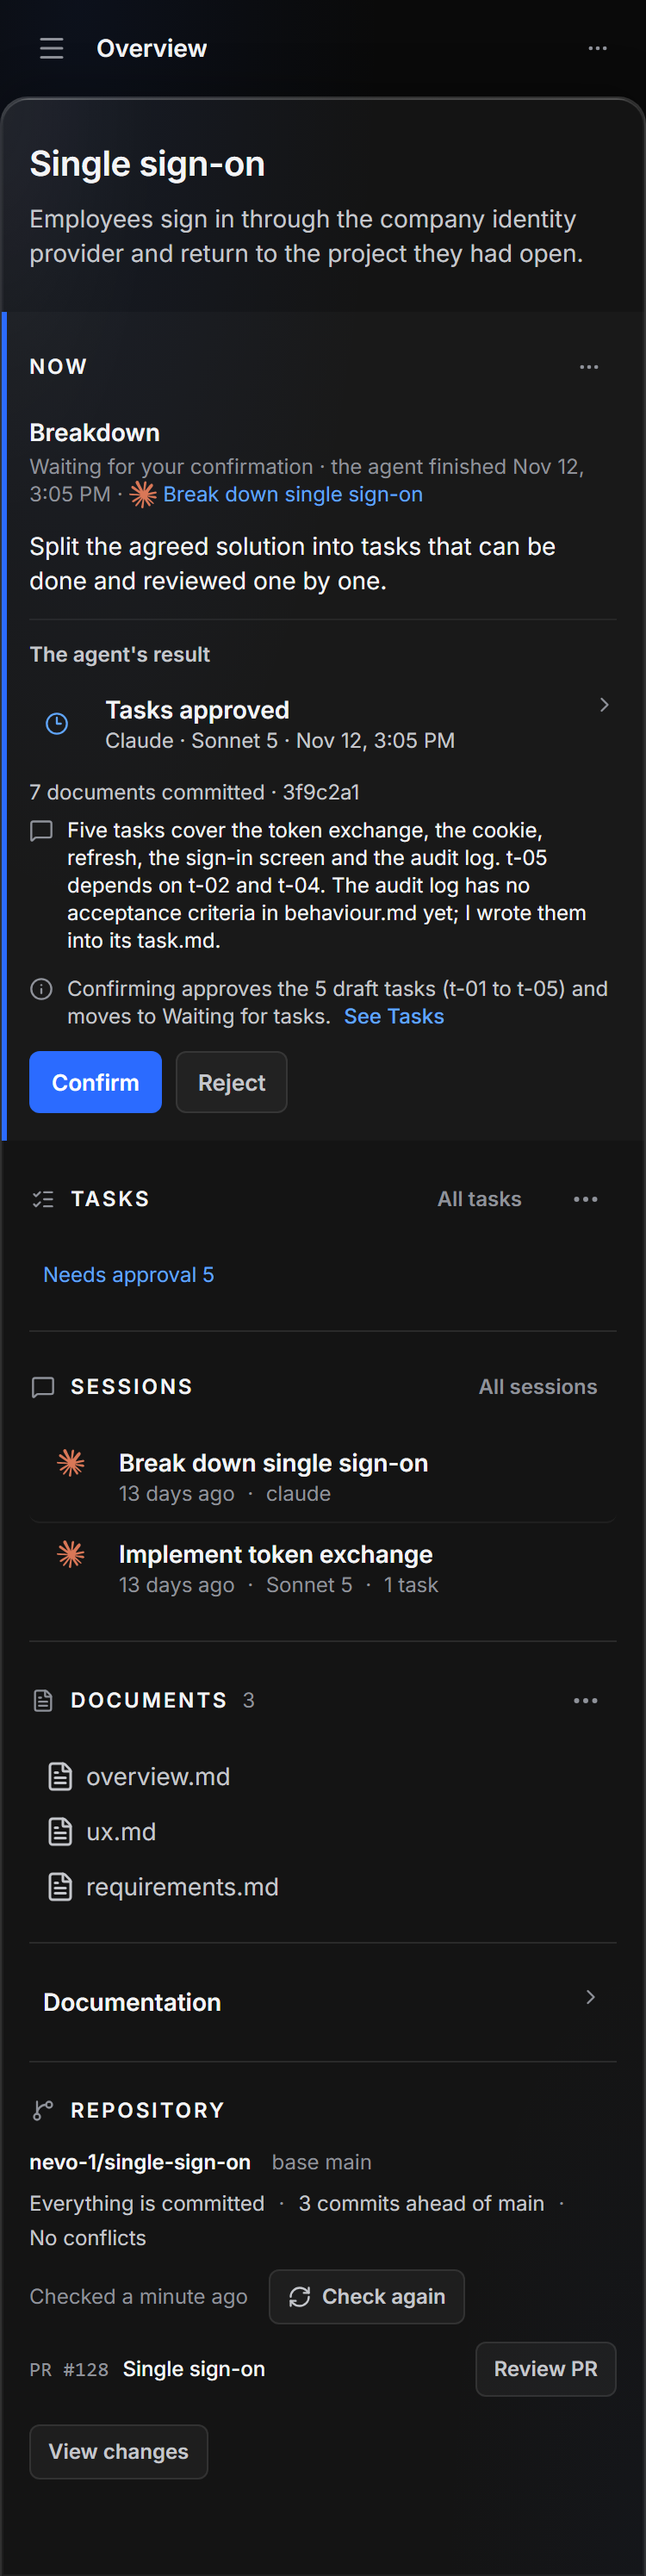 Overview
Single sign-on
Employees sign in through the company identity
provider and return to the project they had open.
NOW
Breakdown
Waiting for your confirmation · the agent finished Nov 12,
3:05 PM · Break down single sign-on
Split the agreed solution into tasks that can be
done and reviewed one by one.
The agent's result
Tasks approved
Claude · Sonnet 5 · Nov 12, 3:05 PM
7 documents committed · 3f9c2a1
Five tasks cover the token exchange, the cookie,
refresh, the sign-in screen and the audit log. t-05
depends on t-02 and t-04. The audit log has no
acceptance criteria in behaviour.md yet; I wrote them
into its task.md.
Confirming approves the 5 draft tasks (t-01 to t-05) and
moves to Waiting for tasks. See Tasks
Confirm Reject
TASKS All tasks
Needs approval 5
SESSIONS All sessions
Break down single sign-on
13 days ago · claude
Implement token exchange
13 days ago · Sonnet 5 · 1 task
DOCUMENTS 3
overview.md
ux.md
requirements.md
Documentation
REPOSITORY
nevo-1/single-sign-on base main
Everything is committed · 3 commits ahead of main ·
No conflicts
Checked a minute ago Check again
PR #128 Single sign-on Review PR
View changes